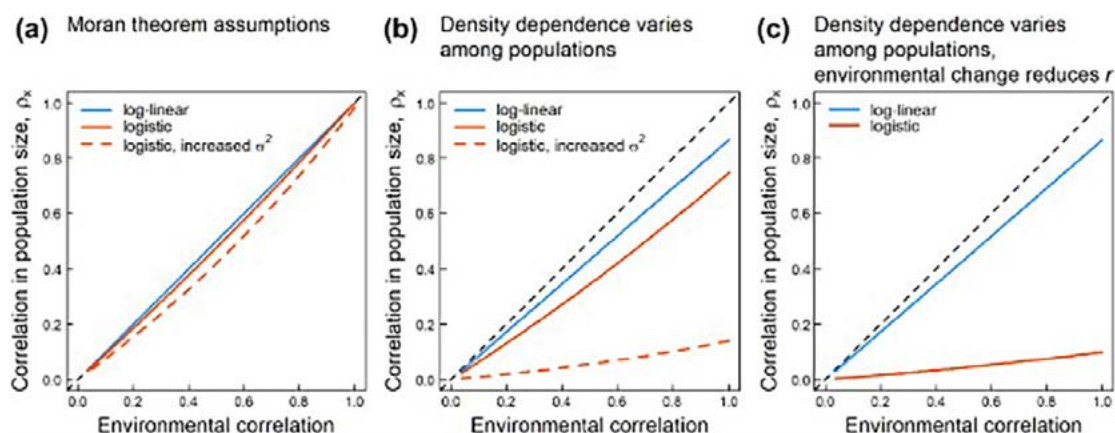 (a) Moran theorem assumptions
Correlation in population size, ρx
1.0
0.8
0.6
0.4
0.2
0.0
log-linear
logistic
logistic, increased σ²
0.0 0.2 0.4 0.6 0.8 1.0
Environmental correlation
(b) Density dependence varies
among populations
Correlation in population size, ρx
1.0
0.8
0.6
0.4
0.2
0.0
log-linear
logistic
logistic, increased σ²
0.0 0.2 0.4 0.6 0.8 1.0
Environmental correlation
(c) Density dependence varies
among populations,
environmental change reduces r
Correlation in population size, ρx
1.0
0.8
0.6
0.4
0.2
0.0
log-linear
logistic
0.0 0.2 0.4 0.6 0.8 1.0
Environmental correlation